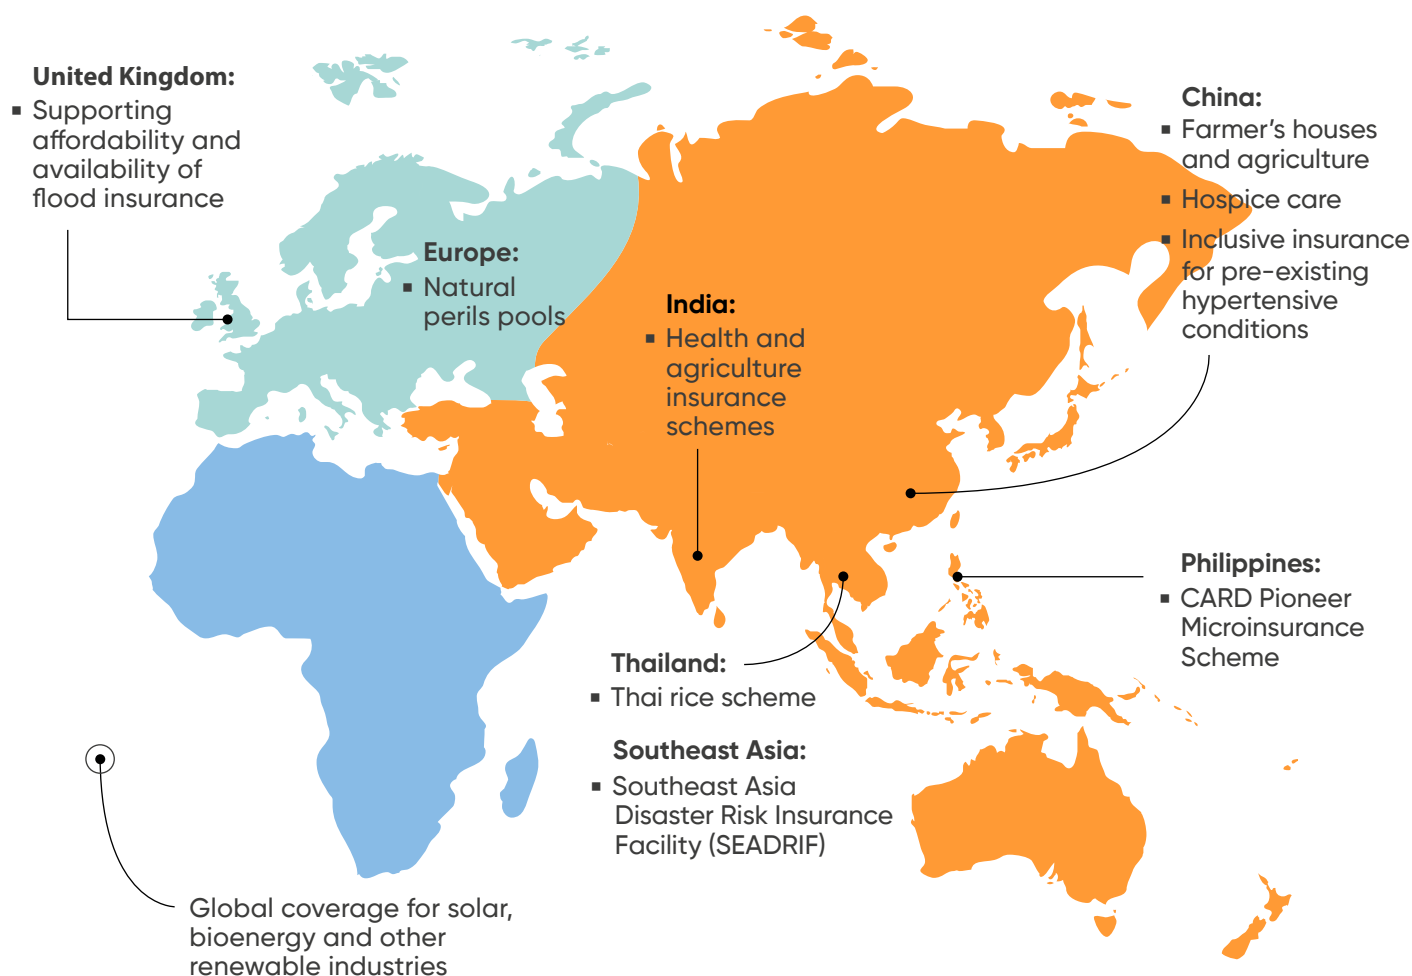 United Kingdom:
▪ Supporting
affordability and
availability of
flood insurance
Europe:
▪ Natural
perils pools
India:
▪ Health and
agriculture
insurance
schemes
China:
▪ Farmer’s houses
and agriculture
▪ Hospice care
▪ Inclusive insurance
for pre-existing
hypertensive
conditions
Philippines:
▪ CARD Pioneer
Microinsurance
Scheme
Thailand:
▪ Thai rice scheme
Southeast Asia:
▪ Southeast Asia
Disaster Risk Insurance
Facility (SEADRIF)
Global coverage for solar,
bioenergy and other
renewable industries